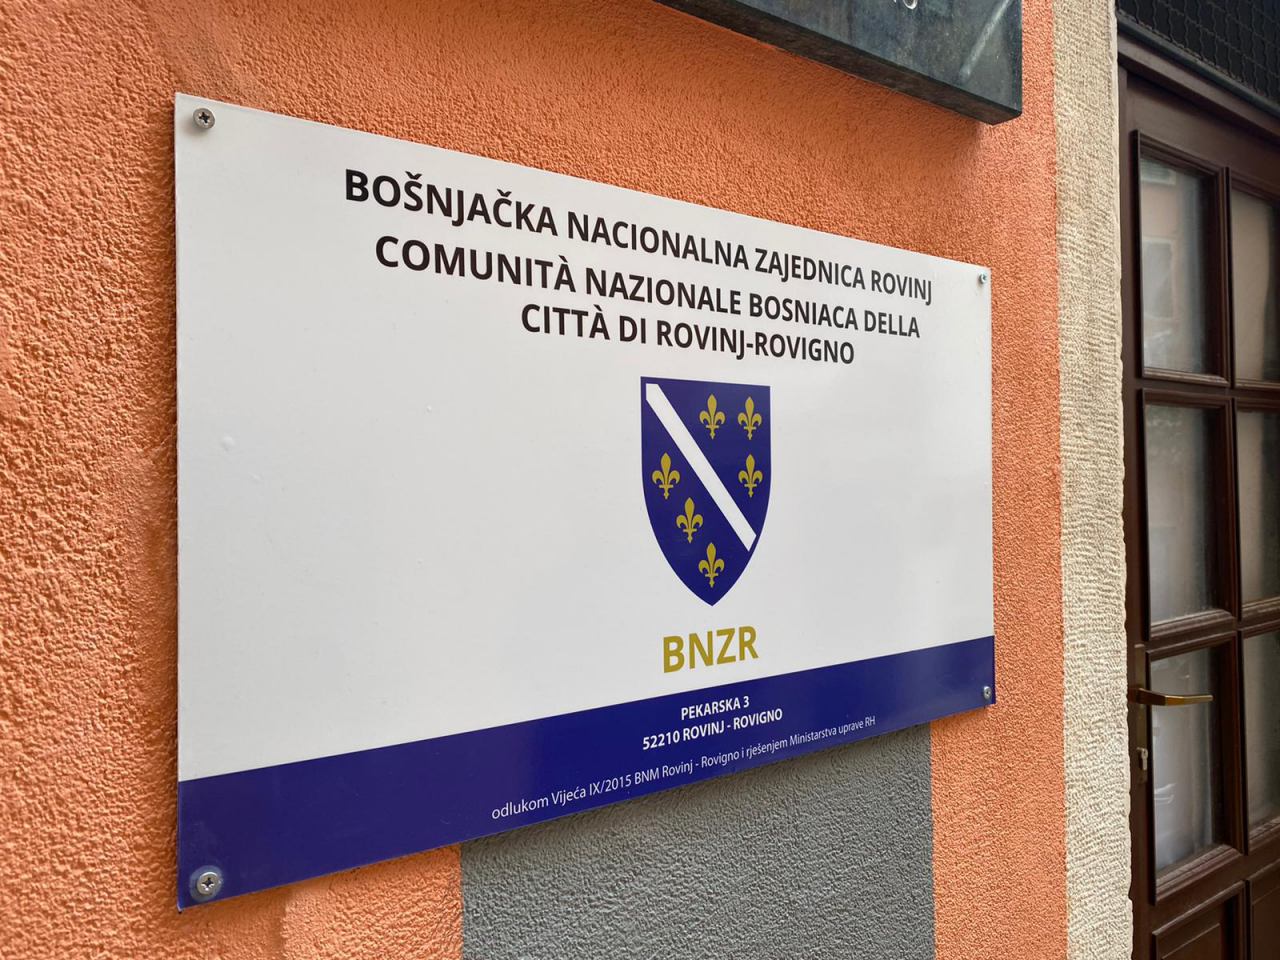 BOŠNJAČKA NACIONALNA ZAJEDNICA ROVINJ
COMUNITÀ NAZIONALE BOSNIACA DELLA
CITTÀ DI ROVINJ-ROVIGNO
BNZR
PEKARSKA 3
52210 ROVINJ - ROVIGNO
odlukom Vijeća IX/2015 BNM Rovinj - Rovigno i rješenjem Ministarstva uprave RH